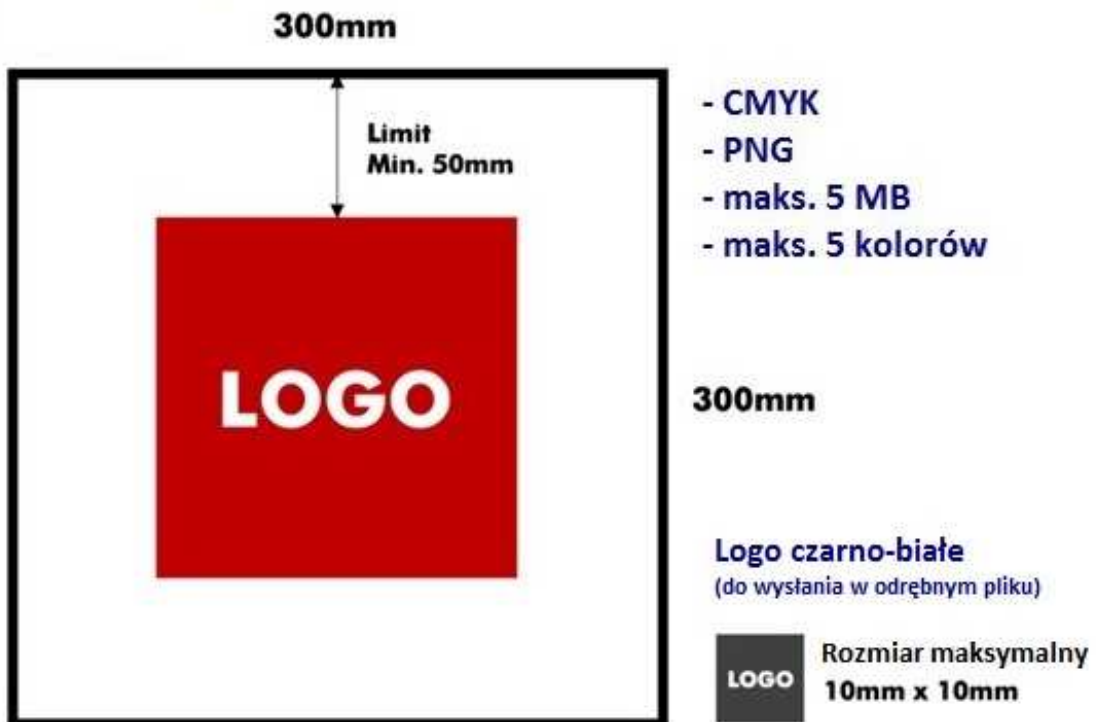 300mm
Limit
Min. 50mm
- CMYK
- PNG
- maks. 5 MB
- maks. 5 kolorów
LOGO
300mm
Logo czarno-białe
(do wysłania w odrębnym pliku)
LOGO
Rozmiar maksymalny
10mm x 10mm